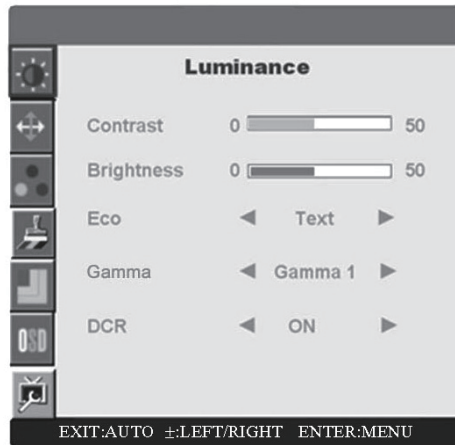 Luminance
Contrast 0 50
Brightness 0 50
Eco Text
Gamma Gamma 1
DCR ON
OSD
EXIT:AUTO ±:LEFT/RIGHT ENTER:MENU